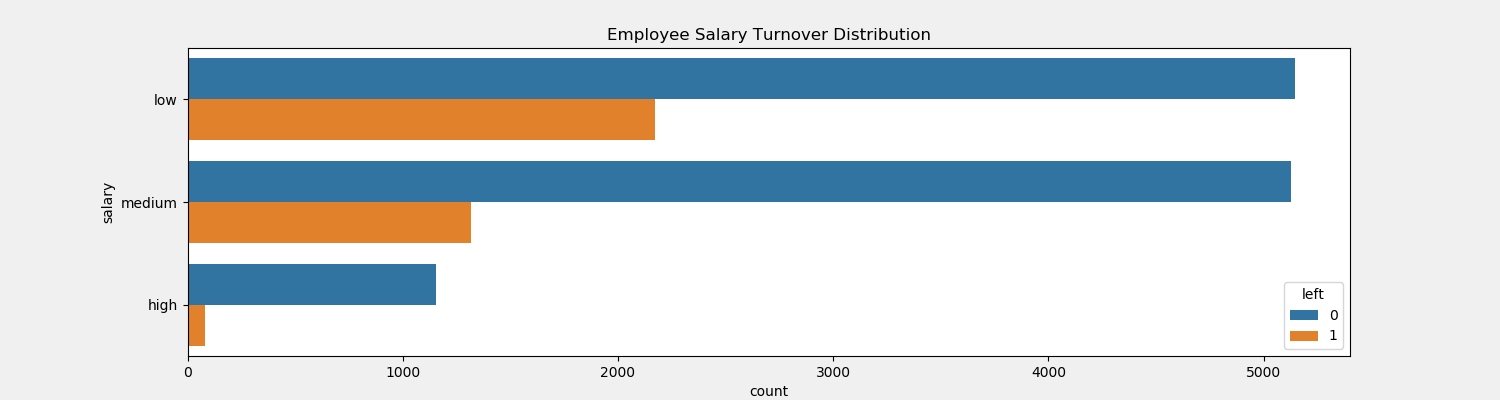 Employee Salary Turnover Distribution
salary
low
medium
high
left
0
1
0 1000 2000 3000 4000 5000
count